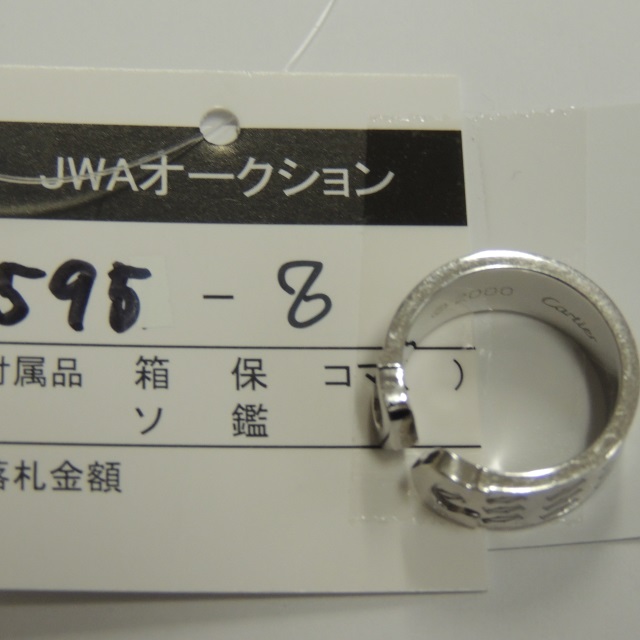 JWAオークション
595 - 8
付属品 箱 保 コ )
ソ 鑑
落札金額
© 2000 Cartier